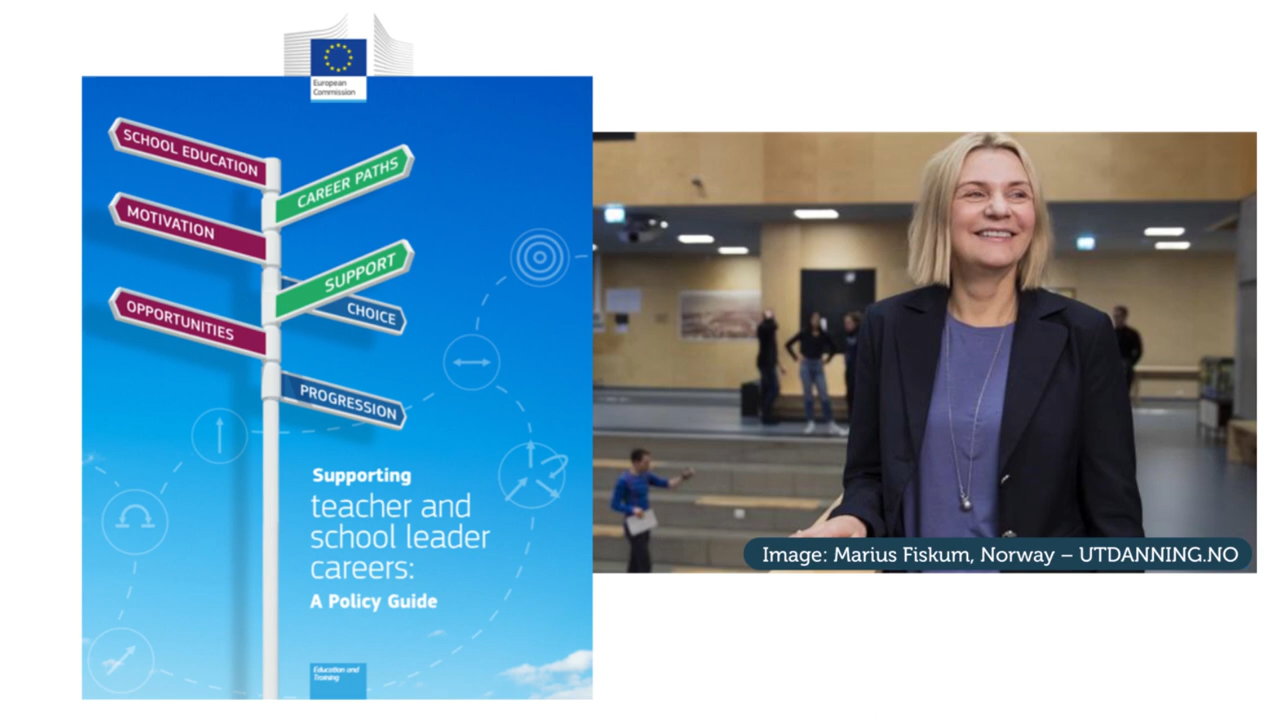 European
Commission
SCHOOL EDUCATION
CAREER PATHS
MOTIVATION
SUPPORT
CHOICE
OPPORTUNITIES
PROGRESSION
Supporting
teacher and
school leader
careers:
A Policy Guide
Education and
Training
Image: Marius Fiskum, Norway – UTDANNING.NO